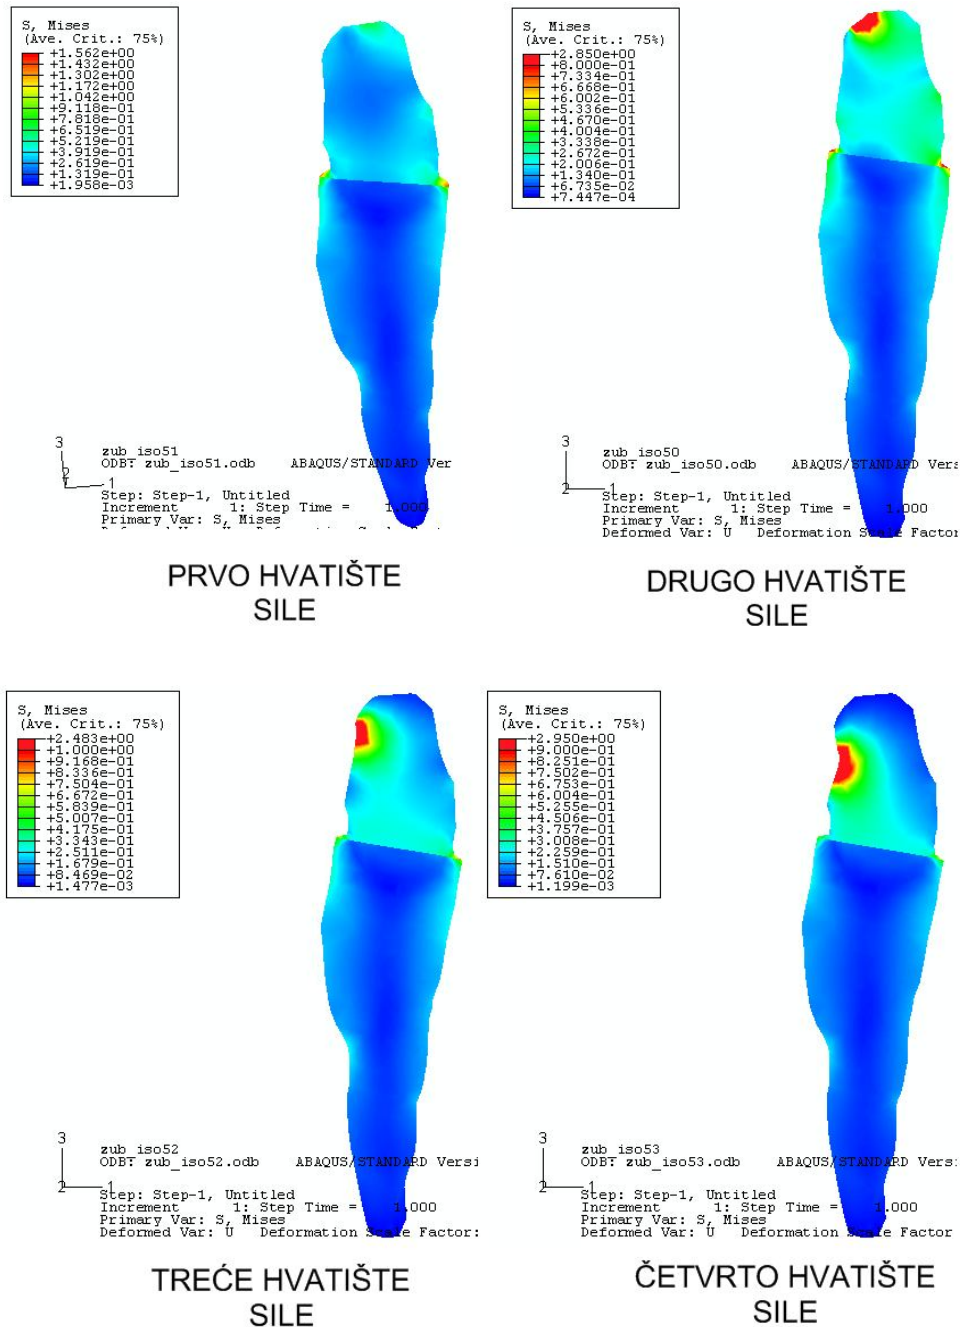 S, Mises
(Ave. Crit.: 75%)
+1.562e+00
+1.432e+00
+1.302e+00
+1.172e+00
+1.042e+00
+9.118e-01
+7.818e-01
+6.519e-01
+5.219e-01
+3.919e-01
+2.619e-01
+1.319e-01
+1.958e-03
3
2
1
zub_iso51
ODB: zub_iso51.odb ABAQUS/STANDARD Ver
Step: Step-1, Untitled
Increment 1: Step Time = 1.000
Primary Var: S, Mises
PRVO HVATIŠTE
SILE
S, Mises
(Ave. Crit.: 75%)
+2.850e+00
+8.000e-01
+7.334e-01
+6.668e-01
+6.002e-01
+5.336e-01
+4.670e-01
+4.004e-01
+3.338e-01
+2.672e-01
+2.006e-01
+1.340e-01
+6.735e-02
+7.447e-04
3
2
1
zub_iso50
ODB: zub_iso50.odb ABAQUS/STANDARD Vers
Step: Step-1, Untitled
Increment 1: Step Time = 1.000
Primary Var: S, Mises
Deformed Var: U Deformation Scale Factor
DRUGO HVATIŠTE
SILE
S, Mises
(Ave. Crit.: 75%)
+2.483e+00
+1.000e+00
+9.168e-01
+8.336e-01
+7.504e-01
+6.672e-01
+5.839e-01
+5.007e-01
+4.175e-01
+3.343e-01
+2.511e-01
+1.679e-01
+8.469e-02
+1.477e-03
3
2
1
zub_iso52
ODB: zub_iso52.odb ABAQUS/STANDARD Versi
Step: Step-1, Untitled
Increment 1: Step Time = 1.000
Primary Var: S, Mises
Deformed Var: U Deformation Scale Factor:
TREĆE HVATIŠTE
SILE
S, Mises
(Ave. Crit.: 75%)
+2.950e+00
+9.000e-01
+8.251e-01
+7.502e-01
+6.753e-01
+6.004e-01
+5.255e-01
+4.506e-01
+3.757e-01
+3.008e-01
+2.259e-01
+1.510e-01
+7.610e-02
+1.199e-03
3
2
1
zub_iso53
ODB: zub_iso53.odb ABAQUS/STANDARD Vers
Step: Step-1, Untitled
Increment 1: Step Time = 1.000
Primary Var: S, Mises
Deformed Var: U Deformation Scale Factor
ČETVRTO HVATIŠTE
SILE